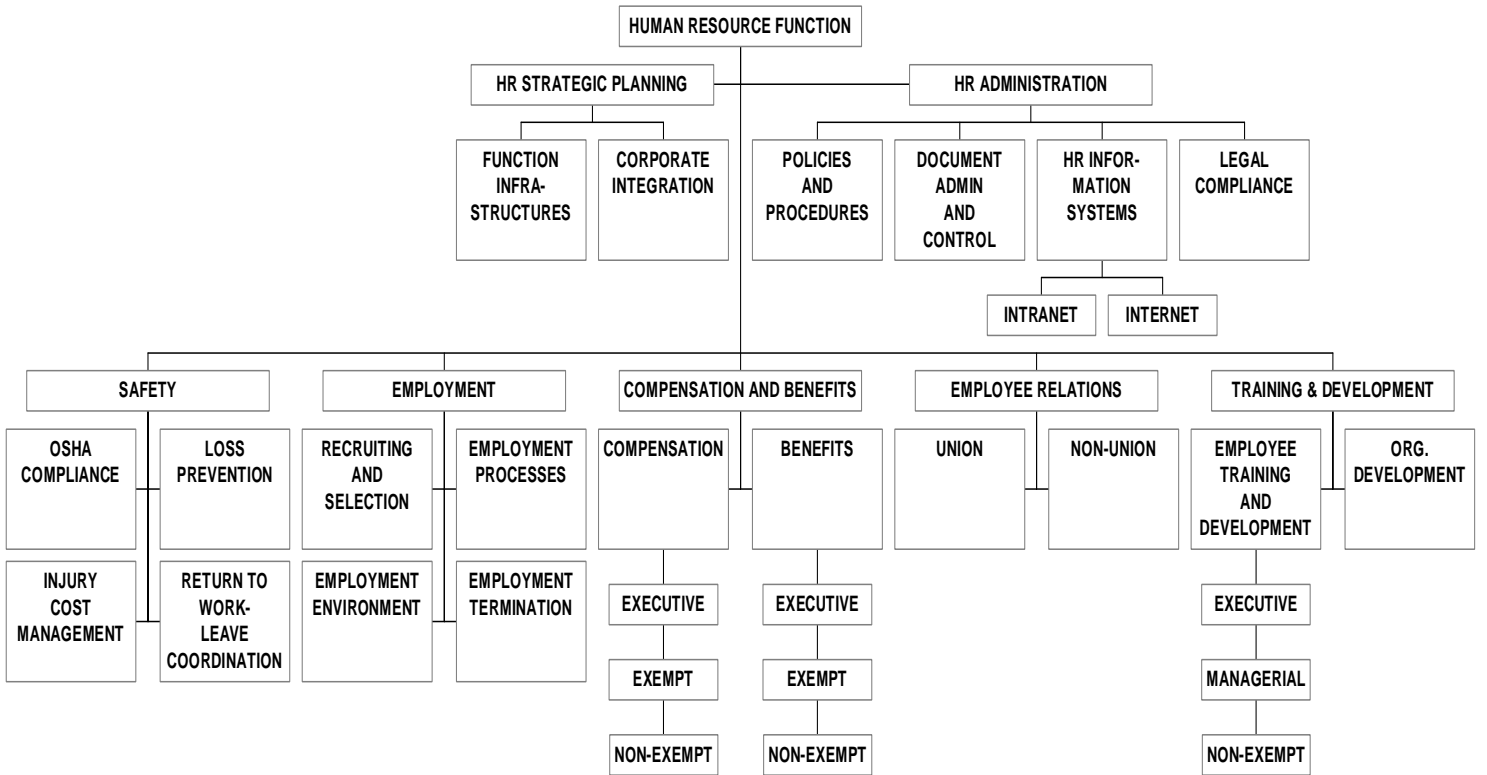 HUMAN RESOURCE FUNCTION
HR STRATEGIC PLANNING
HR ADMINISTRATION
FUNCTION
INFRA-
STRUCTURES
CORPORATE
INTEGRATION
POLICIES
AND
PROCEDURES
DOCUMENT
ADMIN
AND
CONTROL
HR INFOR-
MATION
SYSTEMS
LEGAL
COMPLIANCE
INTRANET
INTERNET
SAFETY
EMPLOYMENT
COMPENSATION AND BENEFITS
EMPLOYEE RELATIONS
TRAINING & DEVELOPMENT
OSHA
COMPLIANCE
LOSS
PREVENTION
RECRUITING
AND
SELECTION
EMPLOYMENT
PROCESSES
COMPENSATION
BENEFITS
UNION
NON-UNION
EMPLOYEE
TRAINING
AND
DEVELOPMENT
ORG.
DEVELOPMENT
INJURY
COST
MANAGEMENT
RETURN TO
WORK-
LEAVE
COORDINATION
EMPLOYMENT
ENVIRONMENT
EMPLOYMENT
TERMINATION
EXECUTIVE
EXECUTIVE
EXECUTIVE
EXEMPT
EXEMPT
MANAGERIAL
NON-EXEMPT
NON-EXEMPT
NON-EXEMPT